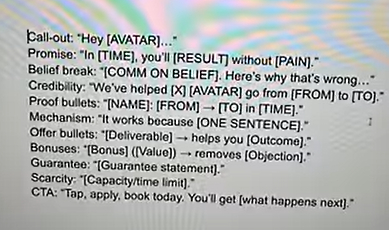 Call-out: "Hey [AVATAR]..."
Promise: "In [TIME], you'll [RESULT] without [PAIN]."
Belief break: "[COMM ON BELIEF]. Here's why that's wrong..."
Credibility: "We've helped [X] [AVATAR] go from [FROM] to [TO]."
Proof bullets: "[NAME]: [FROM] → [TO] in [TIME]."
Mechanism: "It works because [ONE SENTENCE]."
Offer bullets: "[Deliverable] → helps you [Outcome]."
Bonuses: "[Bonus] ([Value]) → removes [Objection]."
Guarantee: "[Guarantee statement]."
Scarcity: "[Capacity/time limit]."
CTA: "Tap, apply, book today. You'll get [what happens next]."